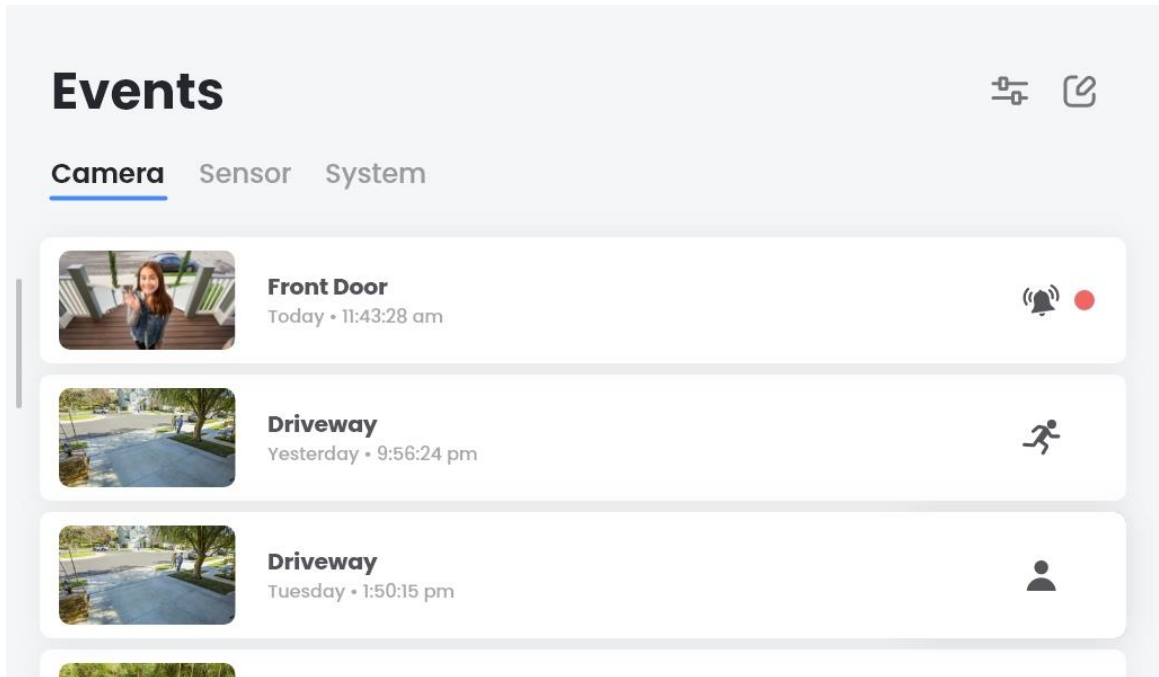 Events
Camera Sensor System
Front Door
Today • 11:43:28 am
Driveway
Yesterday • 9:56:24 pm
Driveway
Tuesday • 1:50:15 pm